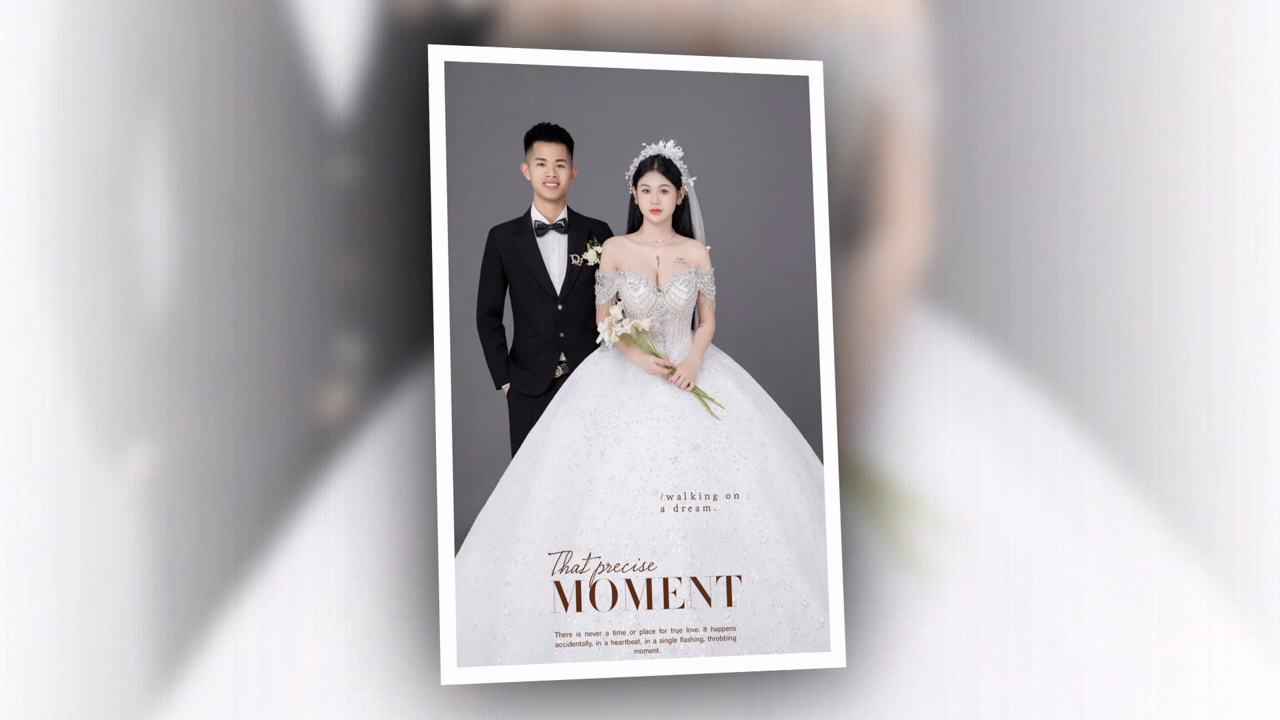 /walking on
a dream.
That precise
MOMENT
There is never a time or place for true love. It happens
accidentally, in a heartbeat, in a single flashing, throbbing
moment.